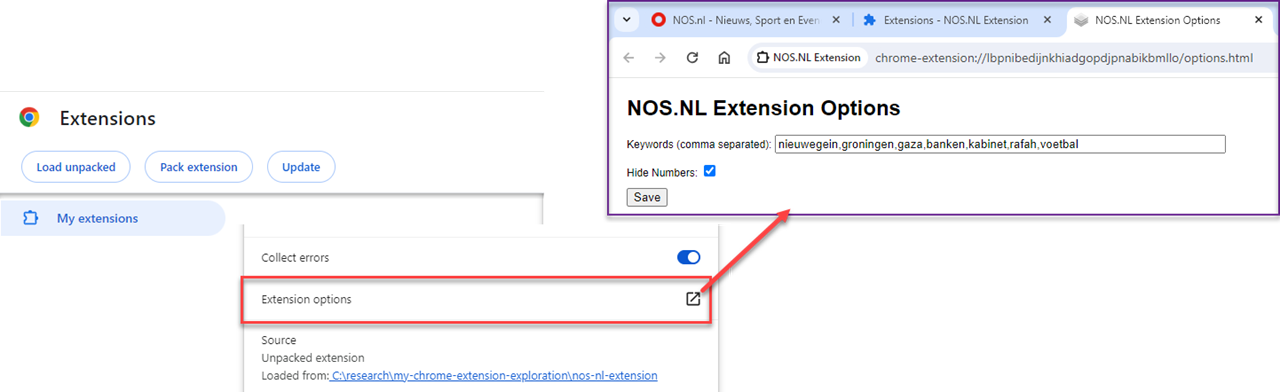 Extensions
Load unpacked
Pack extension
Update
My extensions
Collect errors
Extension options
Source
Unpacked extension
Loaded from: C:\research\my-chrome-extension-exploration\nos-nl-extension
NOS.nl - Nieuws, Sport en Even
Extensions - NOS.NL Extension
NOS.NL Extension Options
NOS.NL Extension
chrome-extension://lbpnibedijnkhiadgopdjpnabikbmllo/options.html
NOS.NL Extension Options
Keywords (comma separated): nieuwegein,groningen,gaza,banken,kabinet,rafah,voetbal
Hide Numbers:
Save